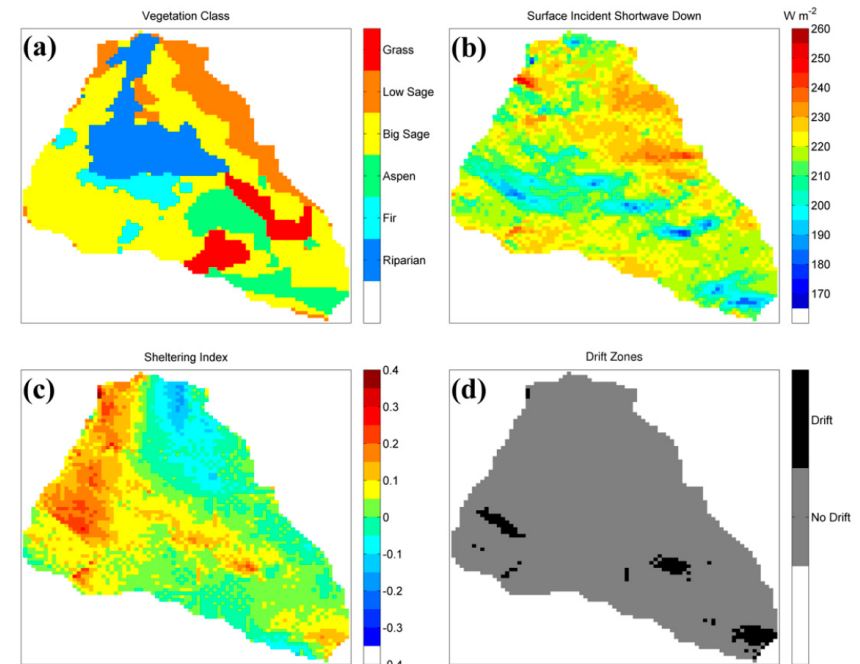 Vegetation Class
(a)
Grass
Low Sage
Big Sage
Aspen
Fir
Riparian
Surface Incident Shortwave Down
W m-2
(b)
260
250
240
230
220
210
200
190
180
170
Sheltering Index
(c)
0.4
0.3
0.2
0.1
0
-0.1
-0.2
-0.3
-0.4
Drift Zones
(d)
Drift
No Drift